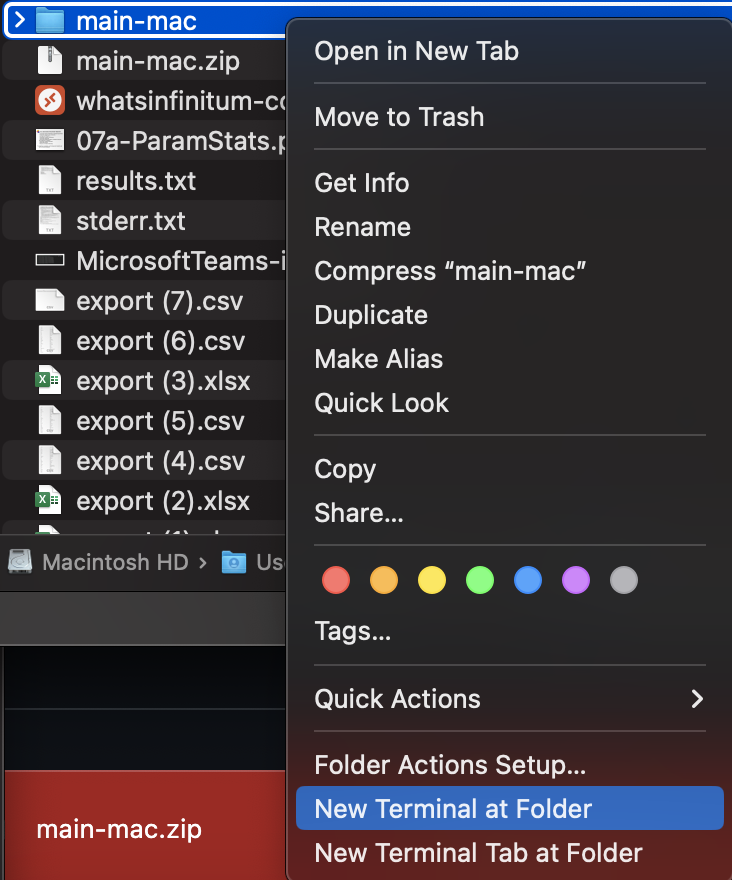 main-mac
main-mac.zip
whatsinfinitum-co
07a-ParamStats.p
results.txt
stderr.txt
MicrosoftTeams-i
export (7).csv
export (6).csv
export (3).xlsx
export (5).csv
export (4).csv
export (2).xlsx
Macintosh HD › Us
main-mac.zip
Open in New Tab
Move to Trash
Get Info
Rename
Compress “main-mac”
Duplicate
Make Alias
Quick Look
Copy
Share...
Tags...
Quick Actions
Folder Actions Setup...
New Terminal at Folder
New Terminal Tab at Folder